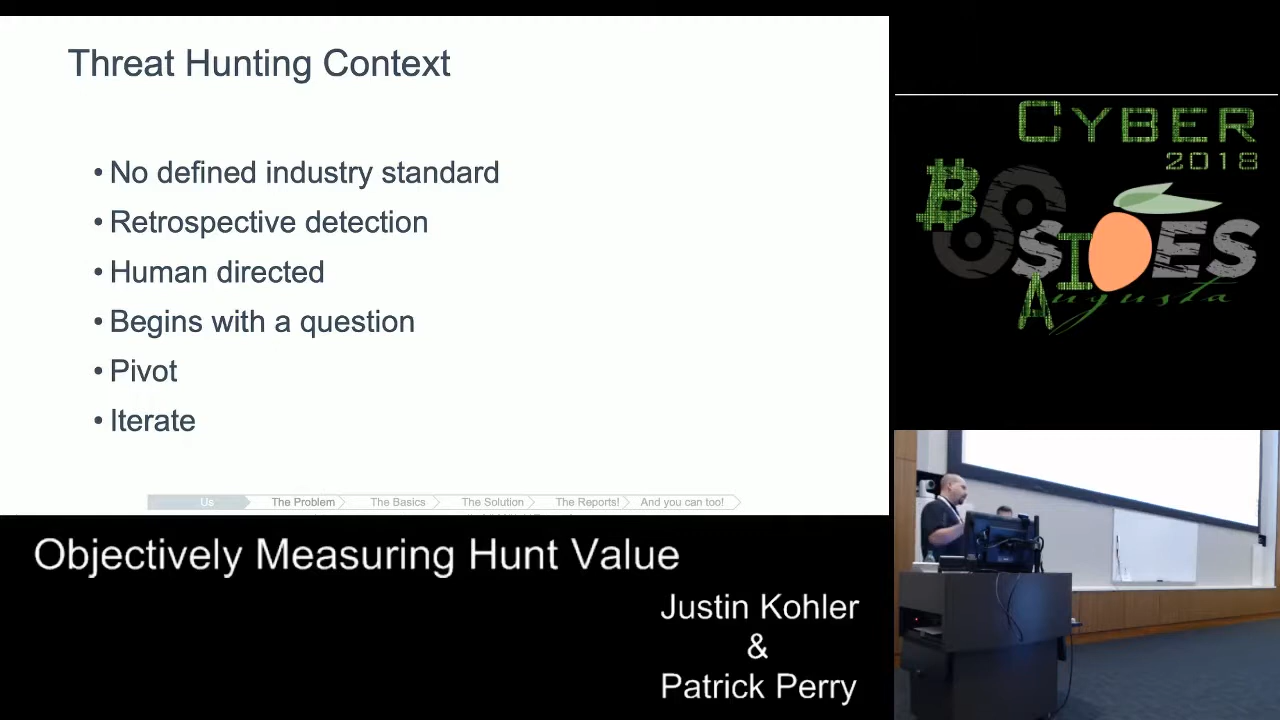 Threat Hunting Context
• No defined industry standard
• Retrospective detection
• Human directed
• Begins with a question
• Pivot
• Iterate
Us
The Problem
The Basics
The Solution
The Reports!
And you can too!
CYBER
2018
BSIDES
Augusta
Objectively Measuring Hunt Value
Justin Kohler
&
Patrick Perry